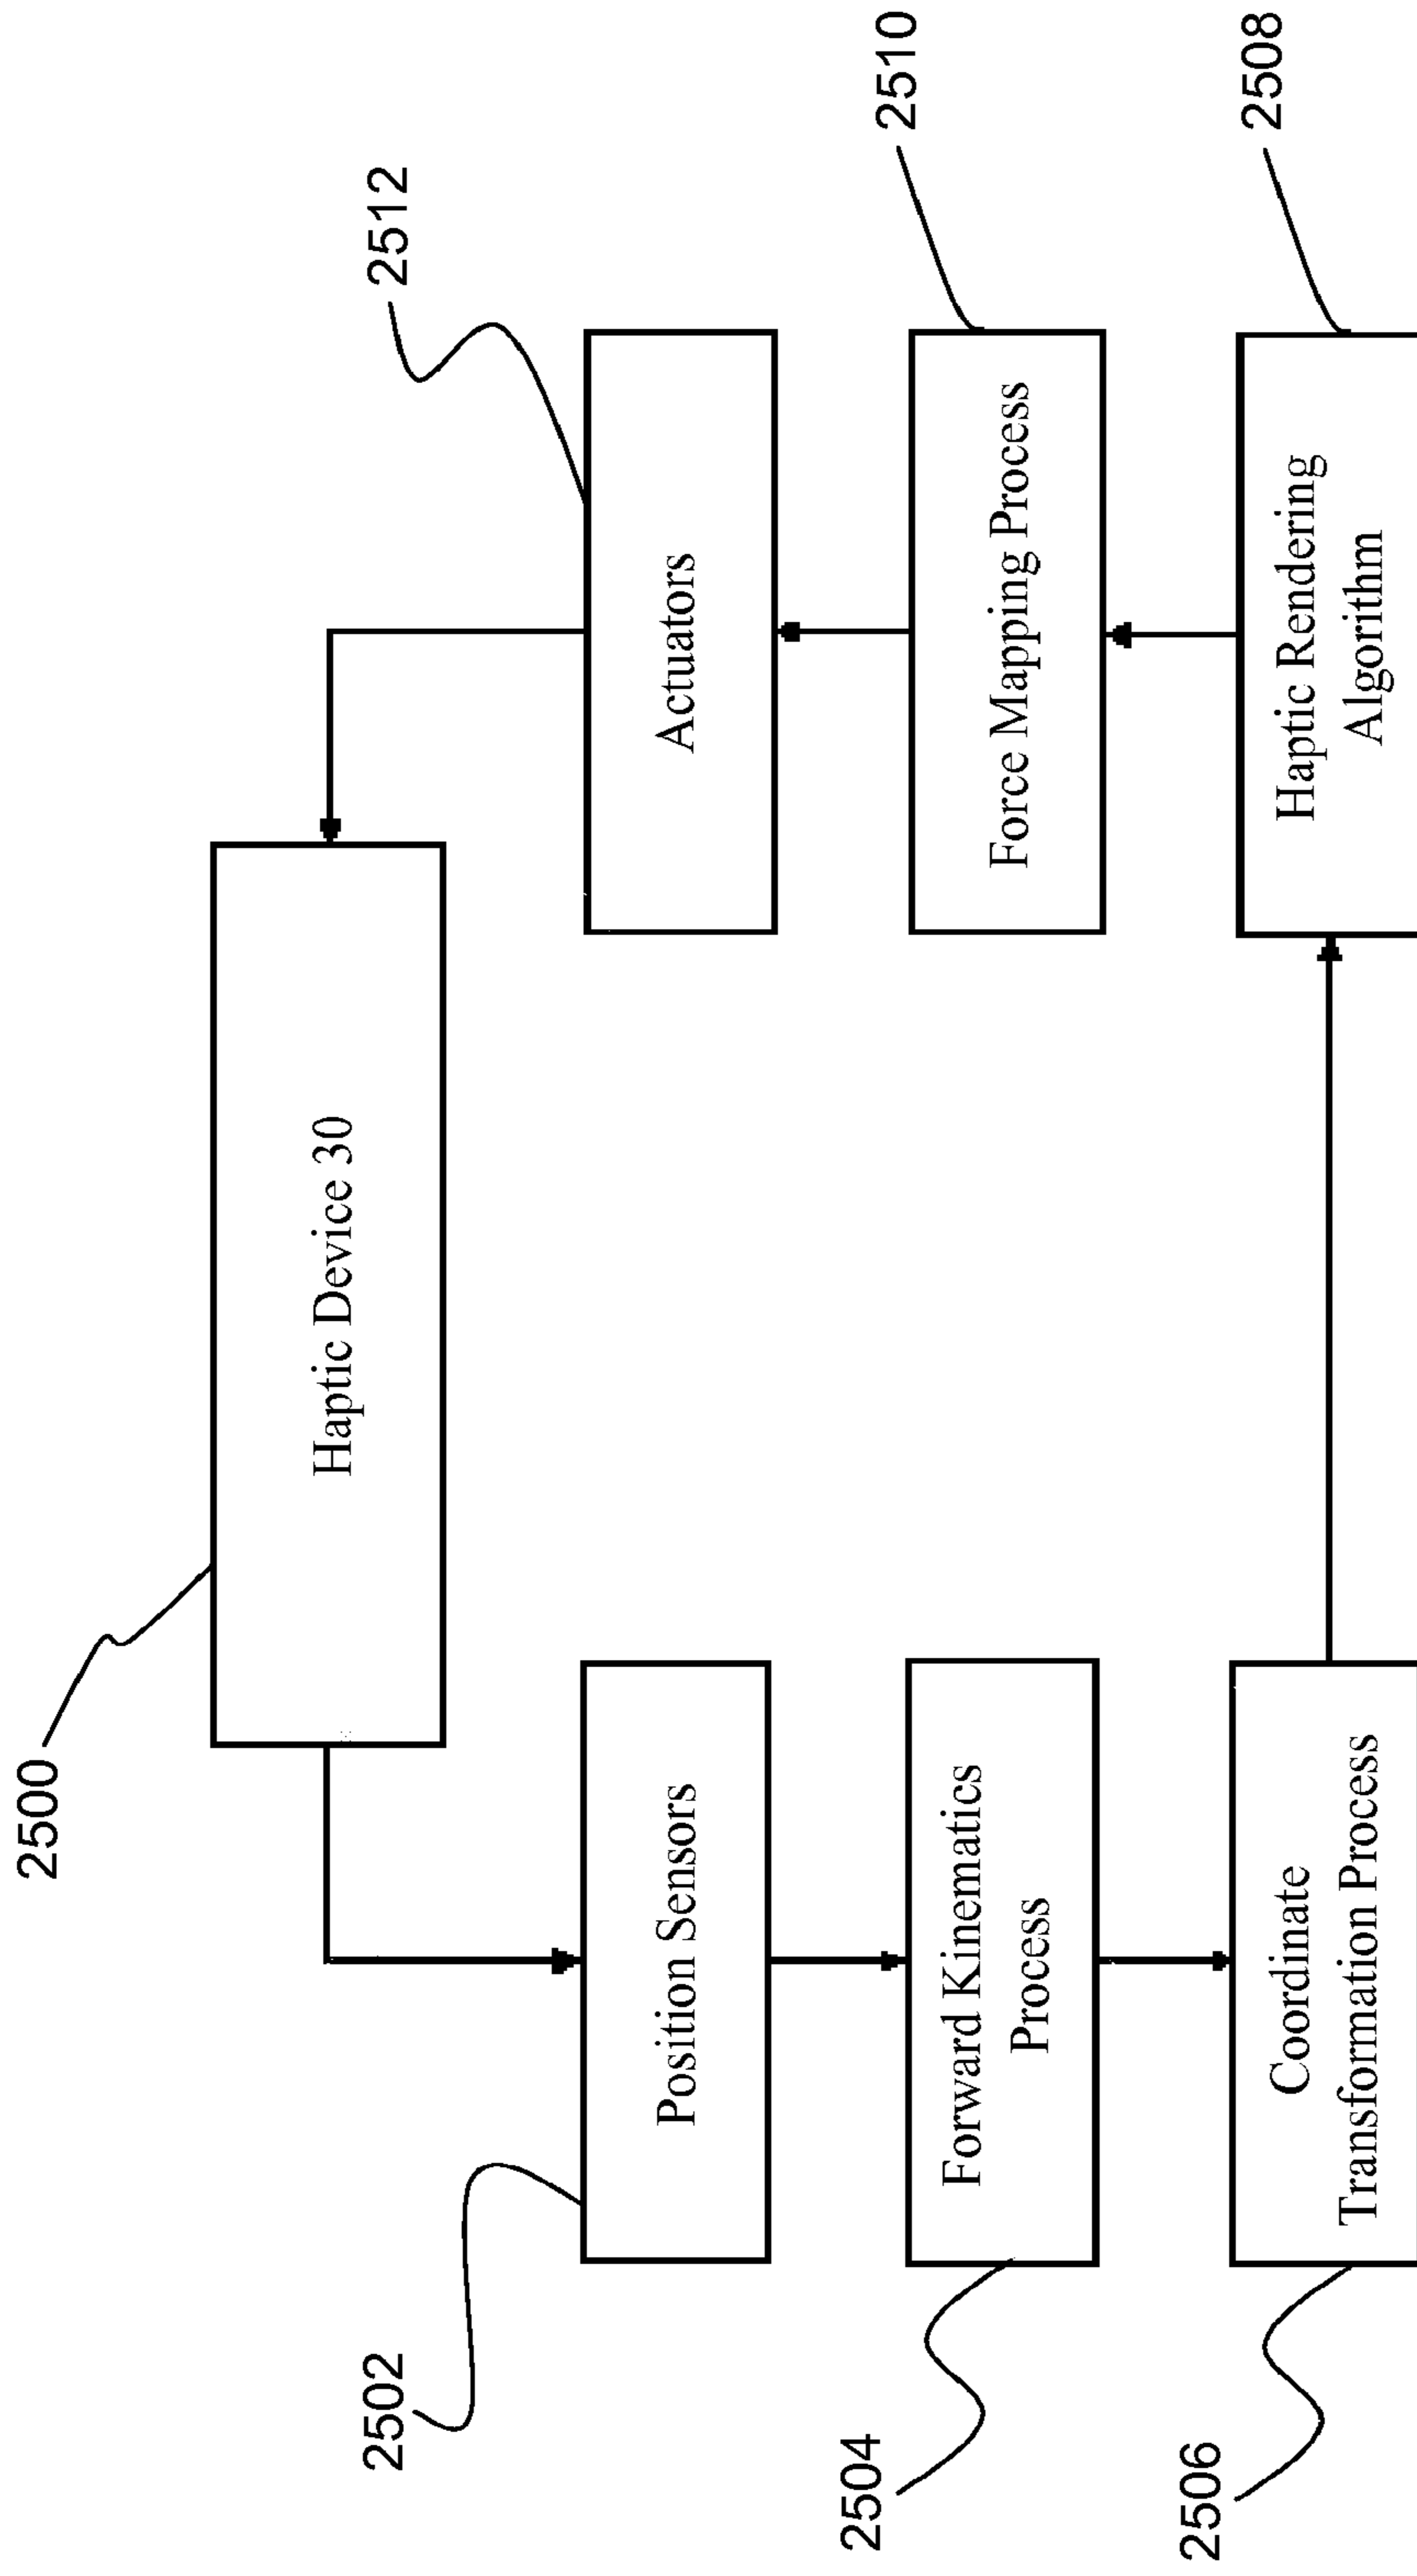 2500
Haptic Device 30
2502
Position Sensors
2504
Forward Kinematics
Process
2506
Coordinate
Transformation Process
2508
Haptic Rendering
Algorithm
2510
Force Mapping Process
2512
Actuators